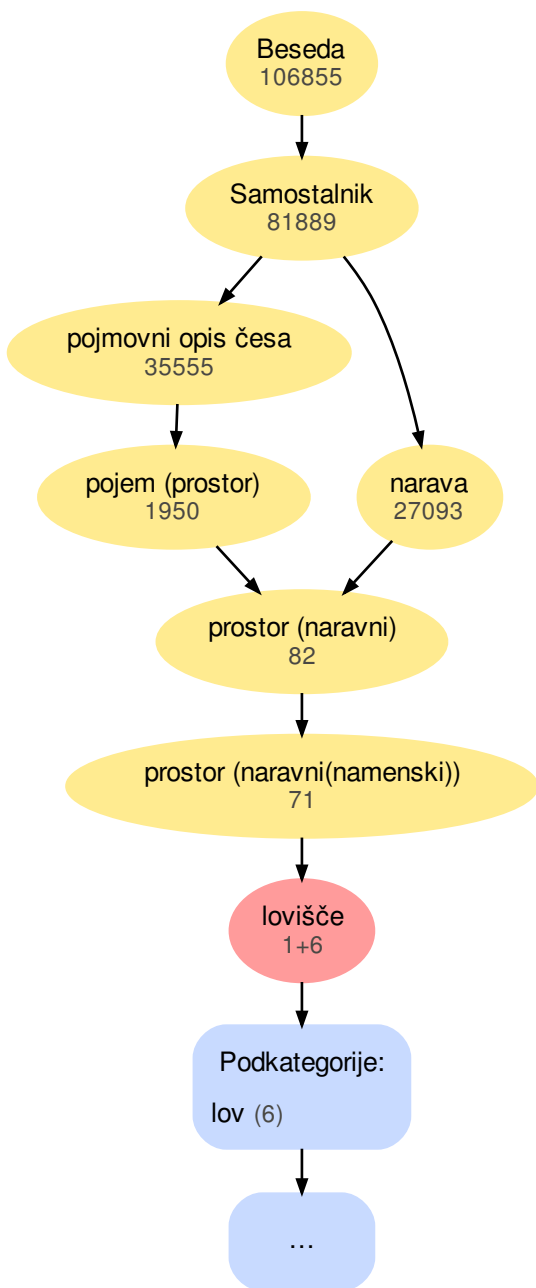 Beseda
106855
Samostalnik
81889
pojmovni opis česa
35555
pojem (prostor)
1950
narava
27093
prostor (naravni)
82
prostor (naravni(namenski))
71
lovišče
1+6
Podkategorije:
lov (6)
...